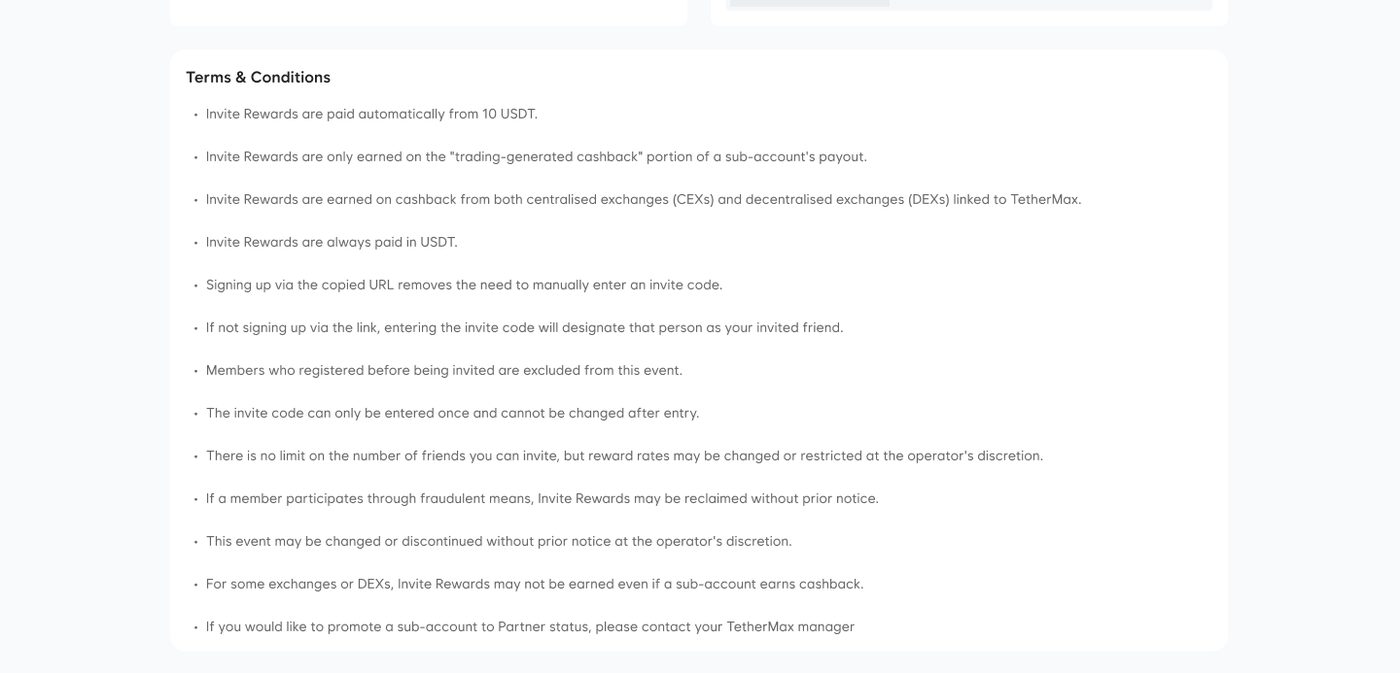 Terms & Conditions
• Invite Rewards are paid automatically from 10 USDT.
• Invite Rewards are only earned on the "trading-generated cashback" portion of a sub-account's payout.
• Invite Rewards are earned on cashback from both centralised exchanges (CEXs) and decentralised exchanges (DEXs) linked to TetherMax.
• Invite Rewards are always paid in USDT.
• Signing up via the copied URL removes the need to manually enter an invite code.
• If not signing up via the link, entering the invite code will designate that person as your invited friend.
• Members who registered before being invited are excluded from this event.
• The invite code can only be entered once and cannot be changed after entry.
• There is no limit on the number of friends you can invite, but reward rates may be changed or restricted at the operator's discretion.
• If a member participates through fraudulent means, Invite Rewards may be reclaimed without prior notice.
• This event may be changed or discontinued without prior notice at the operator's discretion.
• For some exchanges or DEXs, Invite Rewards may not be earned even if a sub-account earns cashback.
• If you would like to promote a sub-account to Partner status, please contact your TetherMax manager